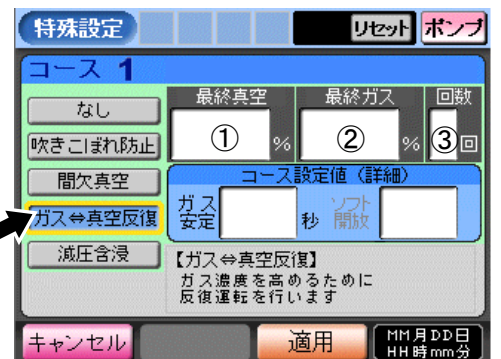 特殊設定
リセット
ポンプ
コース 1
なし
吹きこぼれ防止
間欠真空
ガス⇔真空反復
減圧含浸
最終真空
最終ガス
回数
① %
② %
③ 回
コース設定値（詳細）
ガス安定
秒
ソフト開放
【ガス⇔真空反復】
ガス濃度を高めるために
反復運転を行います
キャンセル
適用
MM月DD日
HH時mm分